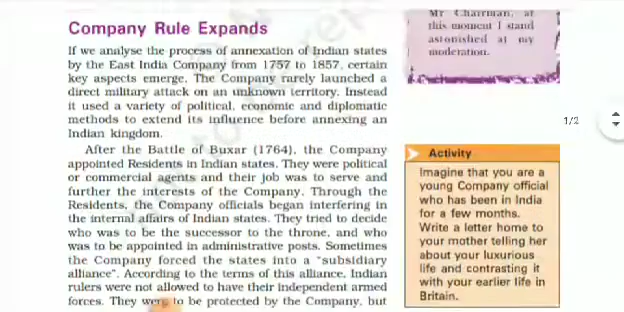 Company Rule Expands
If we analyse the process of annexation of Indian states
by the East India Company from 1757 to 1857, certain
key aspects emerge. The Company rarely launched a
direct military attack on an unknown territory. Instead
it used a variety of political, economic and diplomatic
methods to extend its influence before annexing an
Indian kingdom.
After the Battle of Buxar (1764), the Company
appointed Residents in Indian states. They were political
or commercial agents and their job was to serve and
further the interests of the Company. Through the
Residents, the Company officials began interfering in
the internal affairs of Indian states. They tried to decide
who was to be the successor to the throne, and who
was to be appointed in administrative posts. Sometimes
the Company forced the states into a "subsidiary
alliance". According to the terms of this alliance, Indian
rulers were not allowed to have their independent armed
forces. They were to be protected by the Company, but
Mr Chairman, at
this moment I stand
astonished at my
moderation.
1/2
Activity
Imagine that you are a
young Company official
who has been in India
for a few months.
Write a letter home to
your mother telling her
about your luxurious
life and contrasting it
with your earlier life in
Britain.